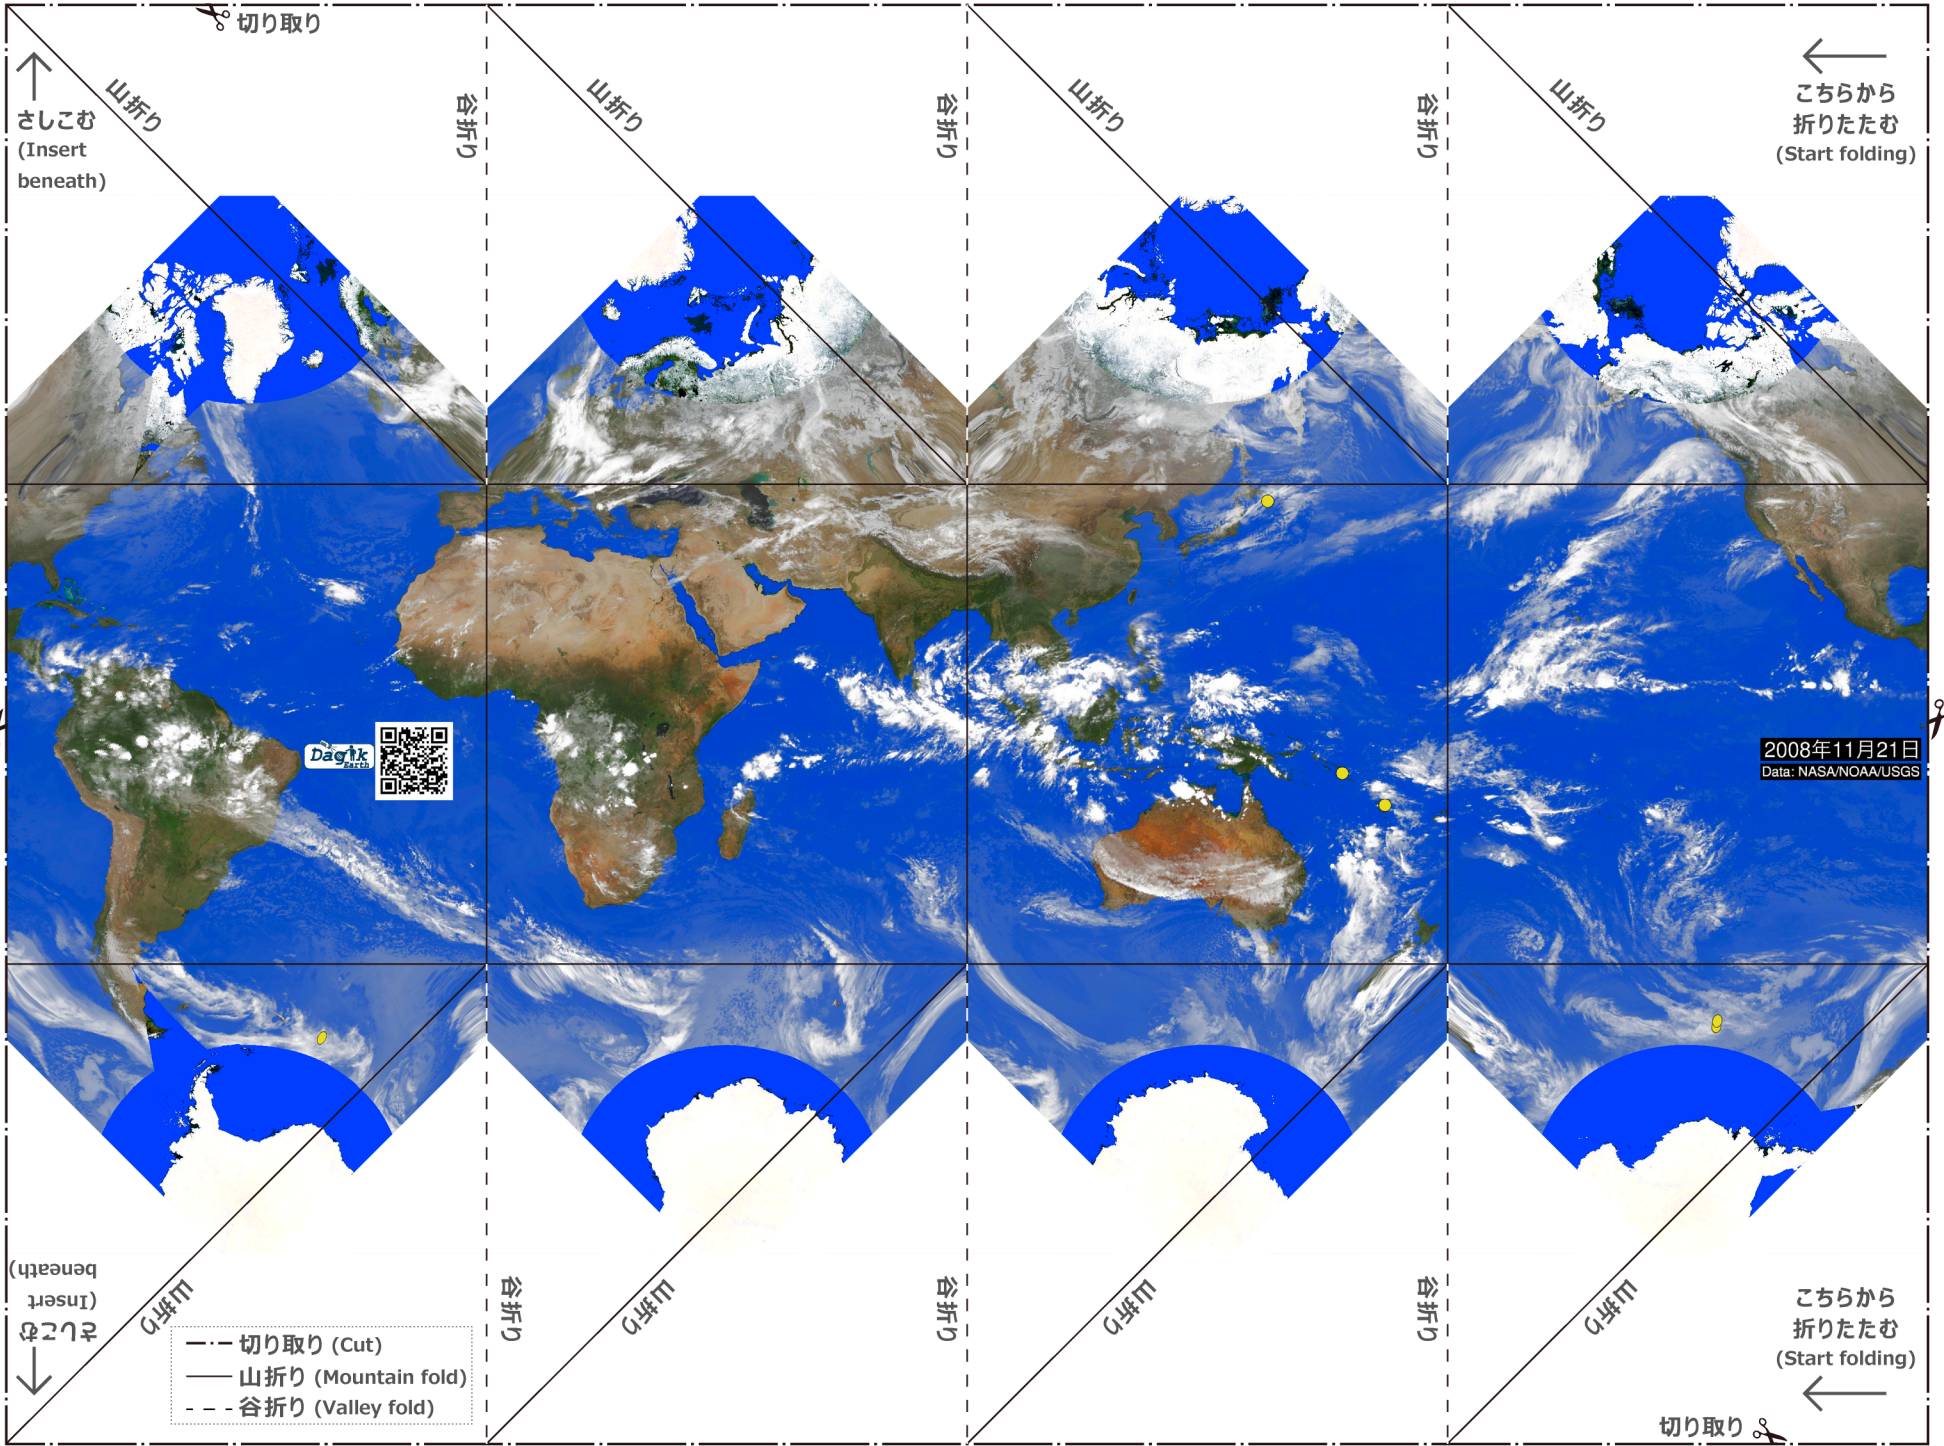 切り取り
山折り
谷折り
山折り
谷折り
山折り
谷折り
山折り
さしこむ
(Insert
beneath)
こちらから
折りたたむ
(Start folding)
Dagik
Earth
2008年11月21日
Data: NASA/NOAA/USGS
さしこむ
(Insert
beneath)
山折り
谷折り
山折り
谷折り
山折り
谷折り
山折り
こちらから
折りたたむ
(Start folding)
切り取り (Cut)
山折り (Mountain fold)
谷折り (Valley fold)
切り取り